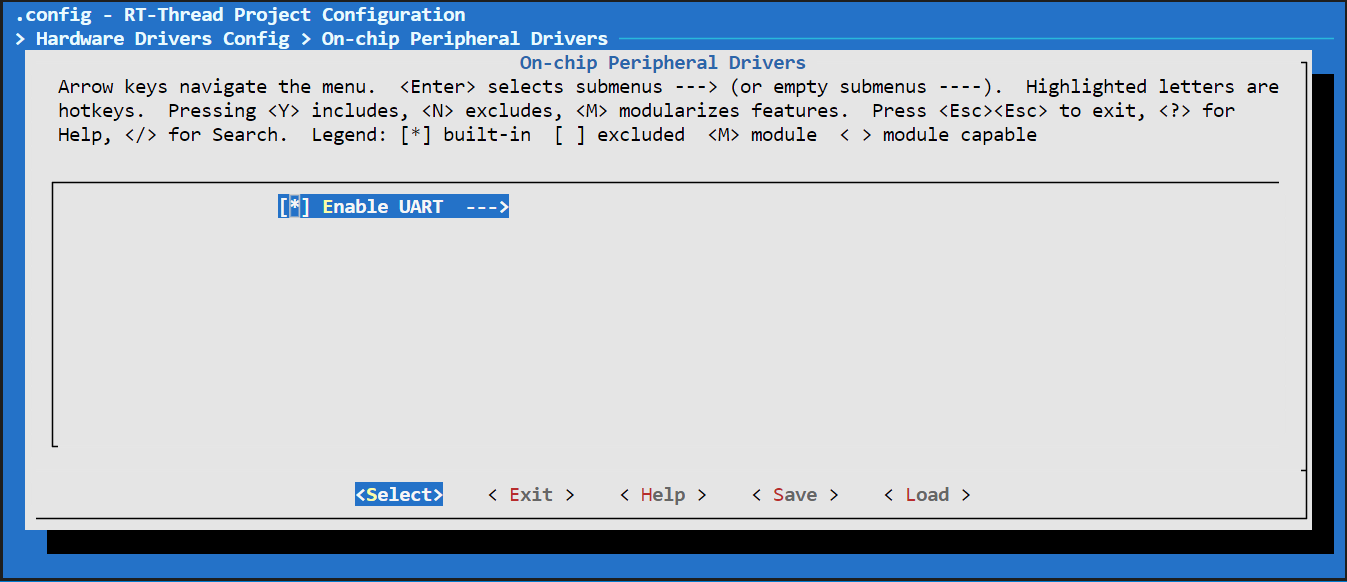 .config - RT-Thread Project Configuration
> Hardware Drivers Config > On-chip Peripheral Drivers
On-chip Peripheral Drivers
Arrow keys navigate the menu.  <Enter> selects submenus ---> (or empty submenus ----).  Highlighted letters are
hotkeys.  Pressing <Y> includes, <N> excludes, <M> modularizes features.  Press <Esc><Esc> to exit, <?> for
Help, </> for Search.  Legend: [*] built-in  [ ] excluded  <M> module  < > module capable
[*] Enable UART  --->
<Select>    < Exit >    < Help >    < Save >    < Load >